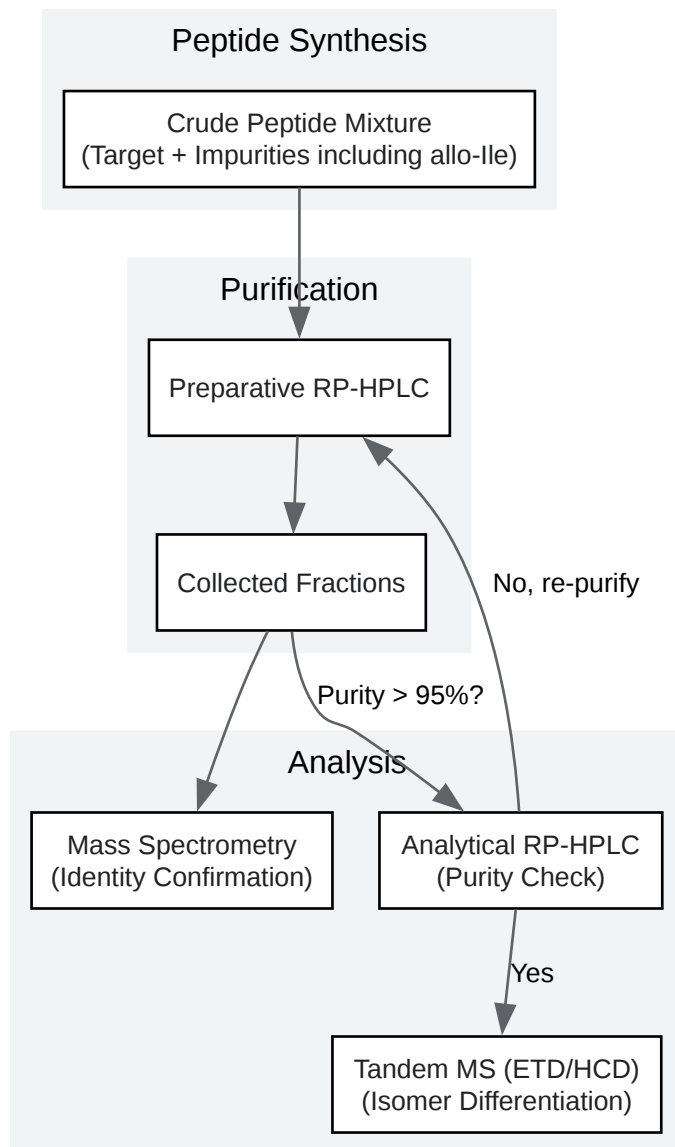 Peptide Synthesis
Crude Peptide Mixture
(Target + Impurities including allo-Ile)
Purification
Preparative RP-HPLC
Collected Fractions
No, re-purify
Purity > 95%?
Analysis
Mass Spectrometry
(Identity Confirmation)
Analytical RP-HPLC
(Purity Check)
Yes
Tandem MS (ETD/HCD)
(Isomer Differentiation)